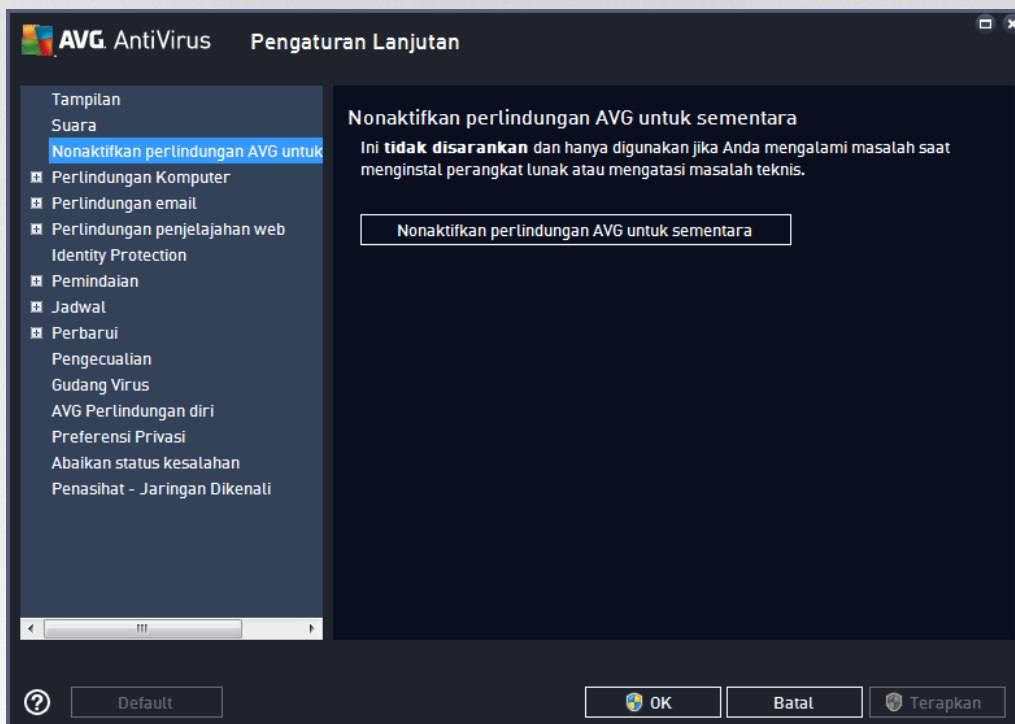 AVG. AntiVirus Pengaturan Lanjutan
Tampilan
Suara
Nonaktifkan perlindungan AVG untuk
Perlindungan Komputer
Perlindungan email
Perlindungan penjelajahan web
Identity Protection
Pemindaian
Jadwal
Perbarui
Pengecualian
Gudang Virus
AVG Perlindungan diri
Preferensi Privasi
Abaikan status kesalahan
Penasihat - Jaringan Dikenali
Nonaktifkan perlindungan AVG untuk sementara
Ini tidak disarankan dan hanya digunakan jika Anda mengalami masalah saat
menginstal perangkat lunak atau mengatasi masalah teknis.
Nonaktifkan perlindungan AVG untuk sementara
Default
OK
Batal
Terapkan